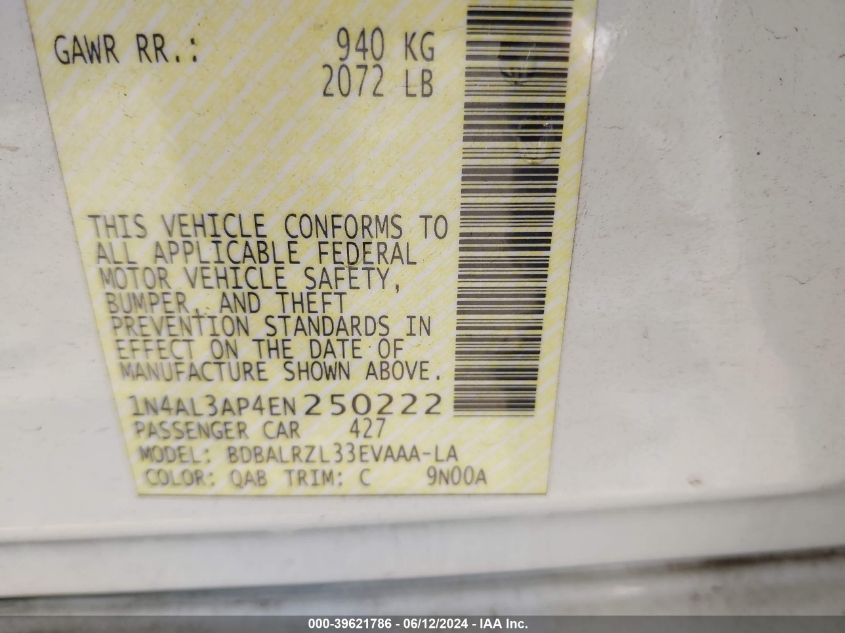 GAWR RR.: 940 KG
2072 LB
THIS VEHICLE CONFORMS TO
ALL APPLICABLE FEDERAL
MOTOR VEHICLE SAFETY,
BUMPER, AND THEFT
PREVENTION STANDARDS IN
EFFECT ON THE DATE OF
MANUFACTURE SHOWN ABOVE.
1N4AL3AP4EN250222
PASSENGER CAR 427
MODEL: BDBALRZL33EVAAA-LA
COLOR: QAB TRIM: C 9N00A
000-39621786 - 06/12/2024 - IAA Inc.